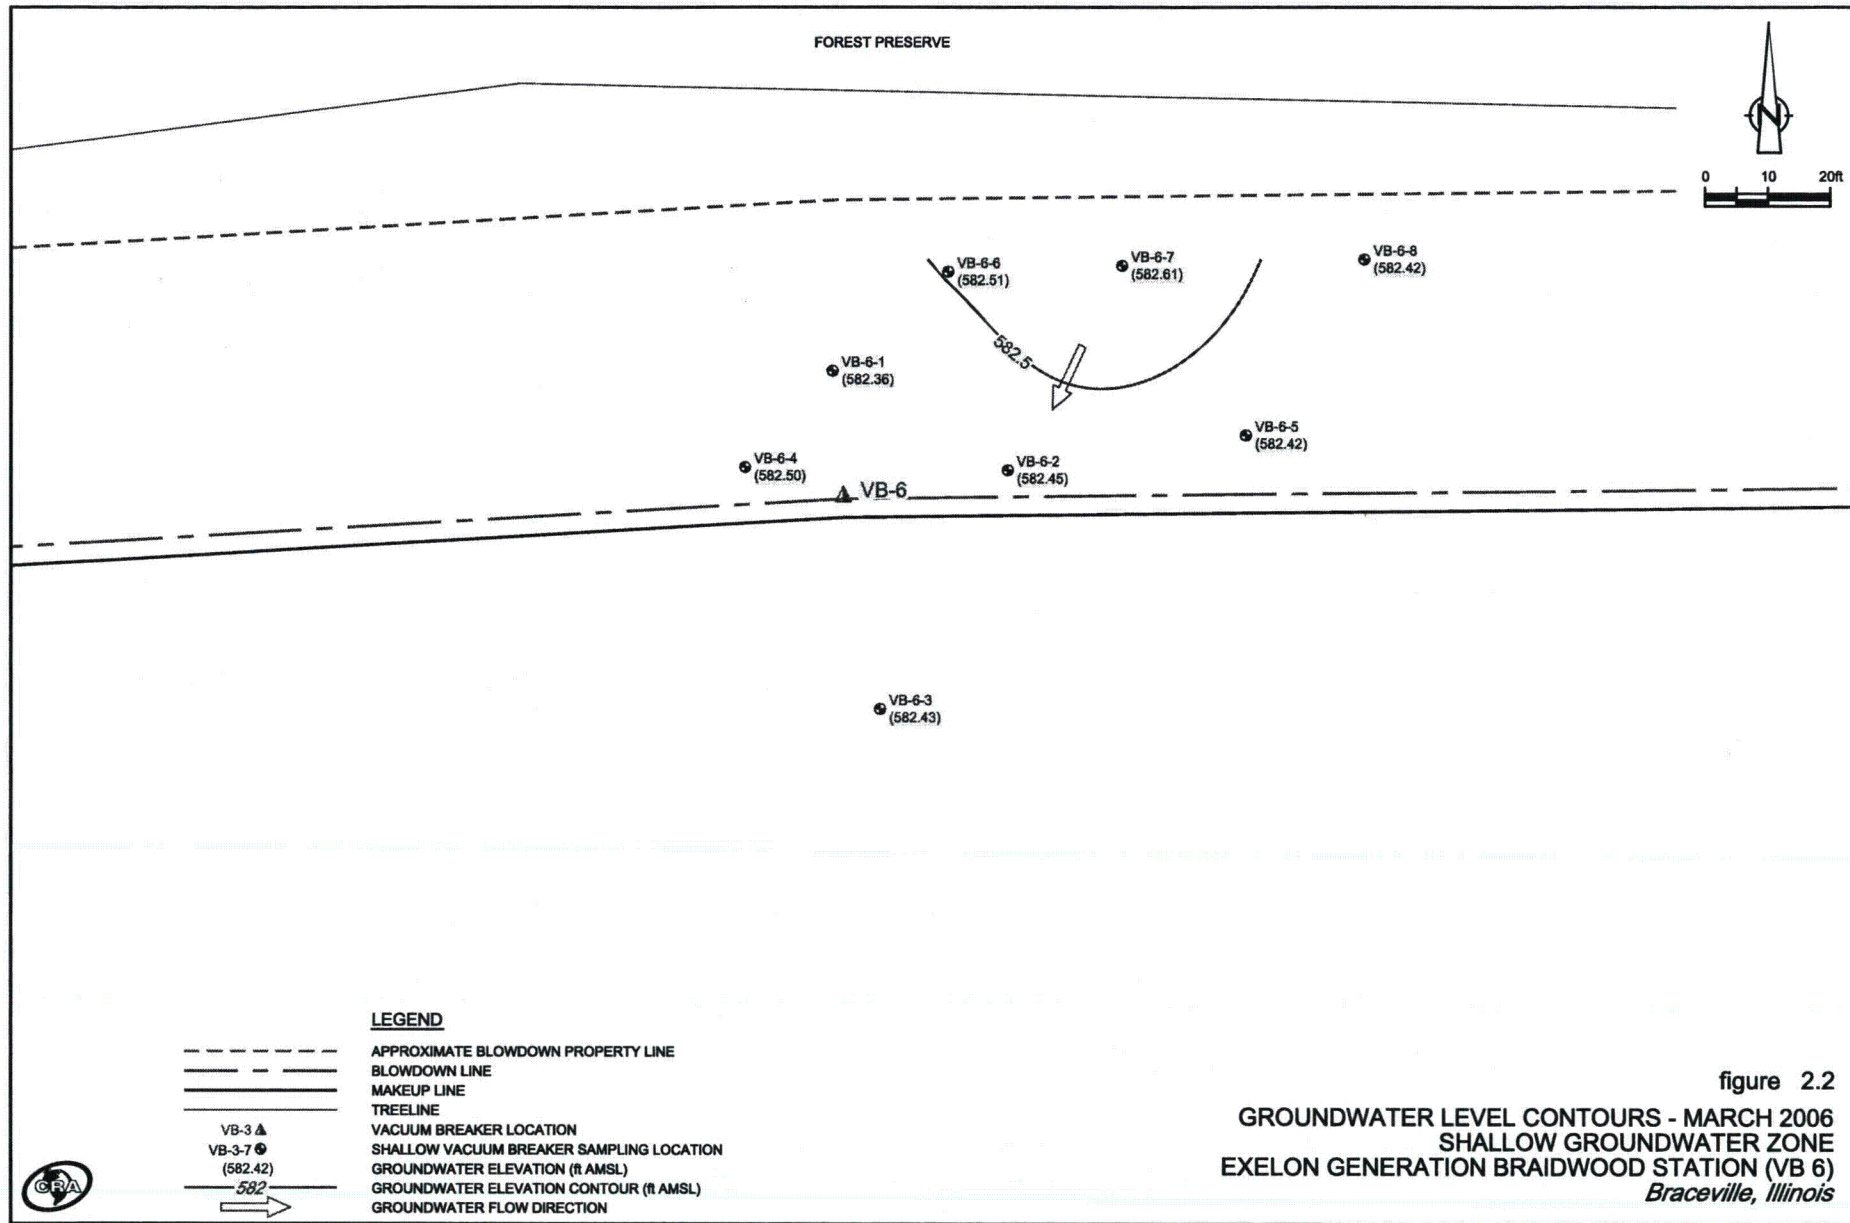 FOREST PRESERVE
N
0 10 20ft
VB-6-6
(582.51)
VB-6-7
(582.61)
VB-6-8
(582.42)
582.5
VB-6-1
(582.36)
VB-6-5
(582.42)
VB-6-4
(582.50)
VB-6-2
(582.45)
VB-6
VB-6-3
(582.43)
LEGEND
APPROXIMATE BLOWDOWN PROPERTY LINE
BLOWDOWN LINE
MAKEUP LINE
TREELINE
VB-3 VACUUM BREAKER LOCATION
VB-3-7 SHALLOW VACUUM BREAKER SAMPLING LOCATION
(582.42) GROUNDWATER ELEVATION (ft AMSL)
582 GROUNDWATER ELEVATION CONTOUR (ft AMSL)
GROUNDWATER FLOW DIRECTION
CRA
figure 2.2
GROUNDWATER LEVEL CONTOURS - MARCH 2006
SHALLOW GROUNDWATER ZONE
EXELON GENERATION BRAIDWOOD STATION (VB 6)
Braceville, Illinois